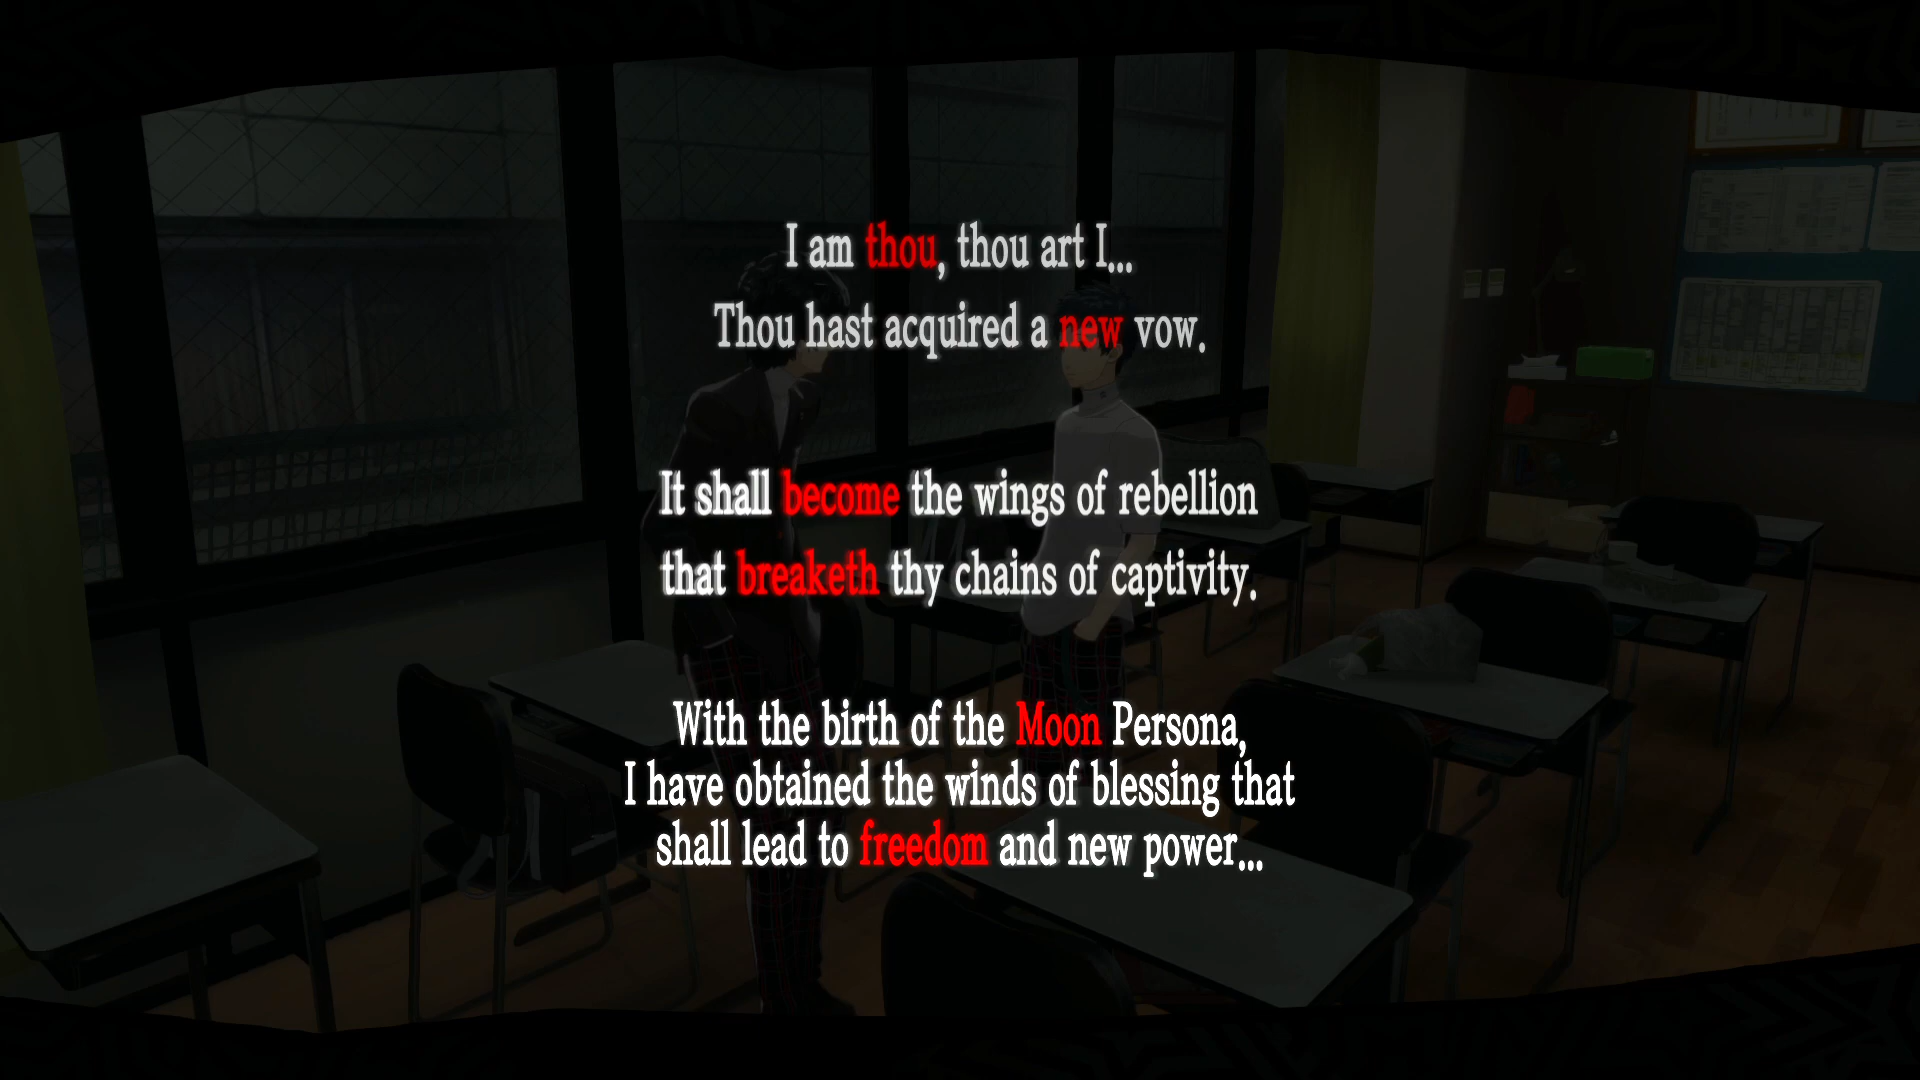 I am thou, thou art I...
Thou hast acquired a new vow.
It shall become the wings of rebellion
that breaketh thy chains of captivity.
With the birth of the Moon Persona,
I have obtained the winds of blessing that
shall lead to freedom and new power...